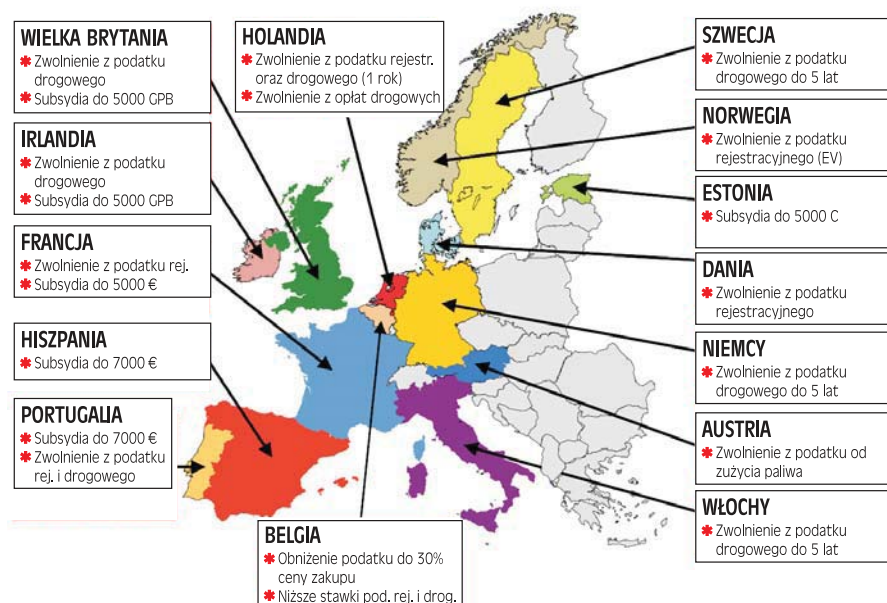 WIELKA BRYTANIA
✱ Zwolnienie z podatku
drogowego
✱ Subsydia do 5000 GPB
IRLANDIA
✱ Zwolnienie z podatku
drogowego
✱ Subsydia do 5000 GPB
FRANCJA
✱ Zwolnienie z podatku rej.
✱ Subsydia do 5000 €
HISZPANIA
✱ Subsydia do 7000 €
PORTUGALIA
✱ Subsydia do 7000 €
✱ Zwolnienie z podatku
rej. i drogowego
HOLANDIA
✱ Zwolnienie z podatku rejestr.
oraz drogowego (1 rok)
✱ Zwolnienie z opłat drogowych
BELGIA
✱ Obniżenie podatku do 30%
ceny zakupu
✱ Niższe stawki pod. rej. i drog.
SZWECJA
✱ Zwolnienie z podatku
drogowego do 5 lat
NORWEGIA
✱ Zwolnienie z podatku
rejestracyjnego (EV)
ESTONIA
✱ Subsydia do 5000 C
DANIA
✱ Zwolnienie z podatku
rejestracyjnego
NIEMCY
✱ Zwolnienie z podatku
drogowego do 5 lat
AUSTRIA
✱ Zwolnienie z podatku od
zużycia paliwa
WŁOCHY
✱ Zwolnienie z podatku
drogowego do 5 lat